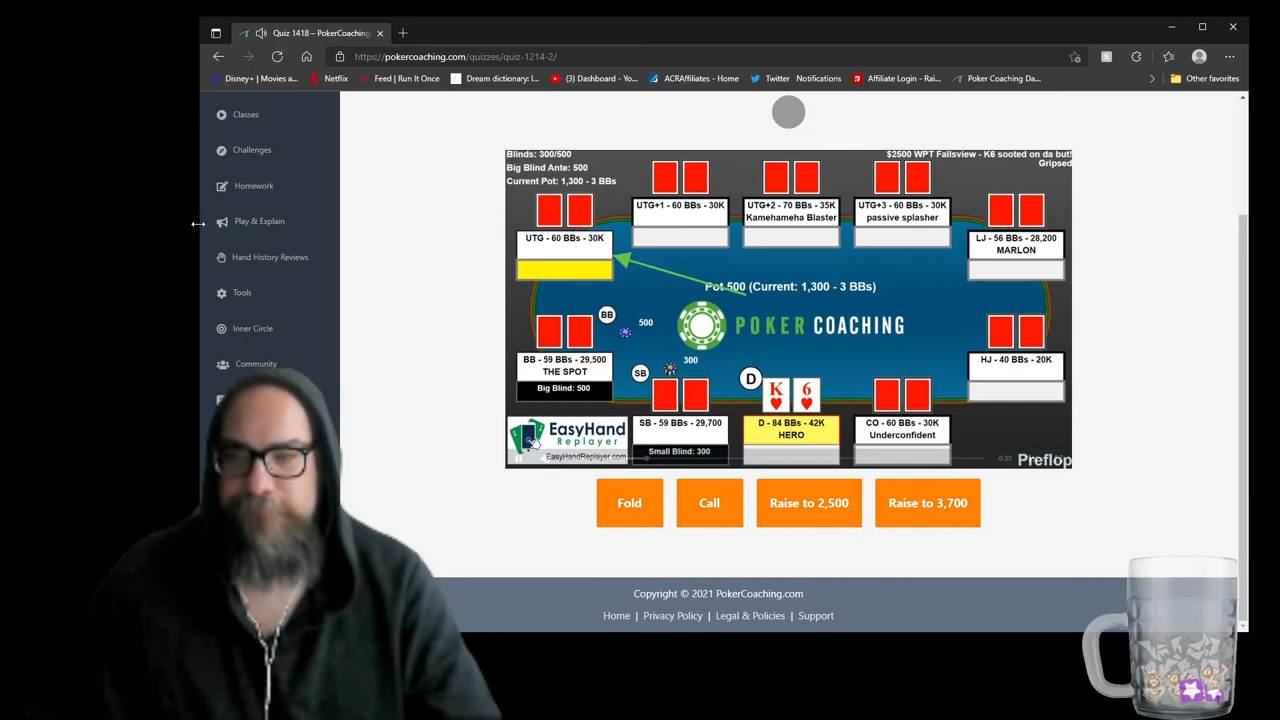 Quiz 1418 – PokerCoaching
https://pokercoaching.com/quizzes/quiz-1214-2/
Disney+ | Movies a...
Netflix
Feed | Run It Once
Dream dictionary: I...
(3) Dashboard - Yo...
ACRAffiliates - Home
Twitter
Notifications
Affiliate Login - Rai...
Poker Coaching Da...
Other favorites
Classes
Challenges
Homework
Play & Explain
Hand History Reviews
Tools
Inner Circle
Community
Blinds: 300/500
Big Blind Ante: 500
Current Pot: 1,300 - 3 BBs
$2500 WPT Fallsview - K6 sooted on da but!
Gripsed
UTG - 60 BBs - 30K
UTG+1 - 60 BBs - 30K
UTG+2 - 70 BBs - 35K
Kamehameha Blaster
UTG+3 - 60 BBs - 30K
passive splasher
LJ - 56 BBs - 28,200
MARLON
Pot 500 (Current: 1,300 - 3 BBs)
POKER COACHING
BB
500
BB - 59 BBs - 29,500
THE SPOT
Big Blind: 500
SB
300
D
K
6
HJ - 40 BBs - 20K
EasyHand
Replayer
EasyHandReplayer.com
SB - 59 BBs - 29,700
Small Blind: 300
D - 84 BBs - 42K
HERO
CO - 60 BBs - 30K
Underconfident
-0:52
Preflop
Fold
Call
Raise to 2,500
Raise to 3,700
Copyright © 2021 PokerCoaching.com
Home | Privacy Policy | Legal & Policies | Support